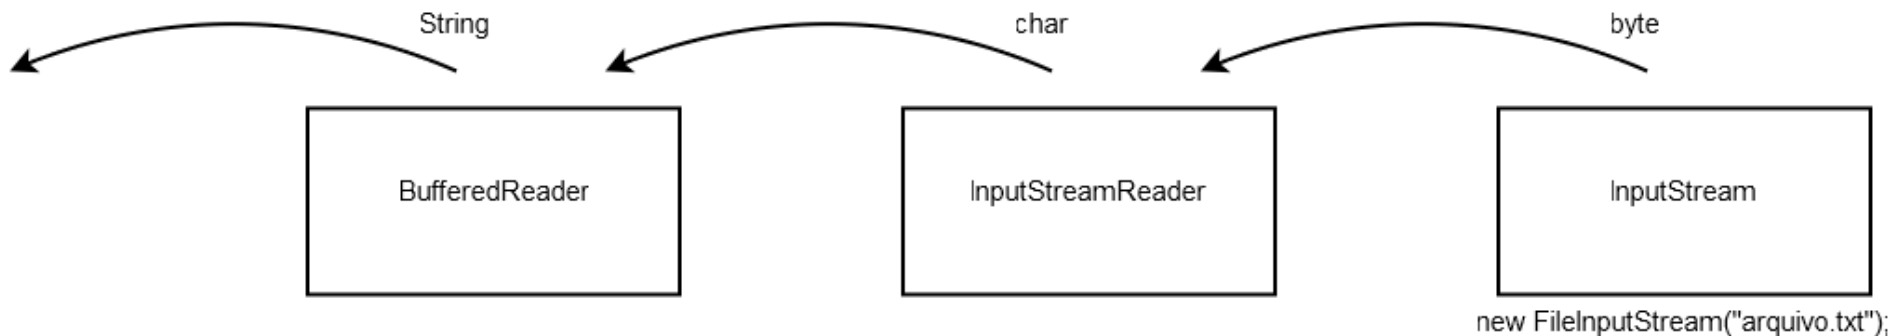 String
char
byte
BufferedReader
InputStreamReader
InputStream
new FileInputStream("arquivo.txt");